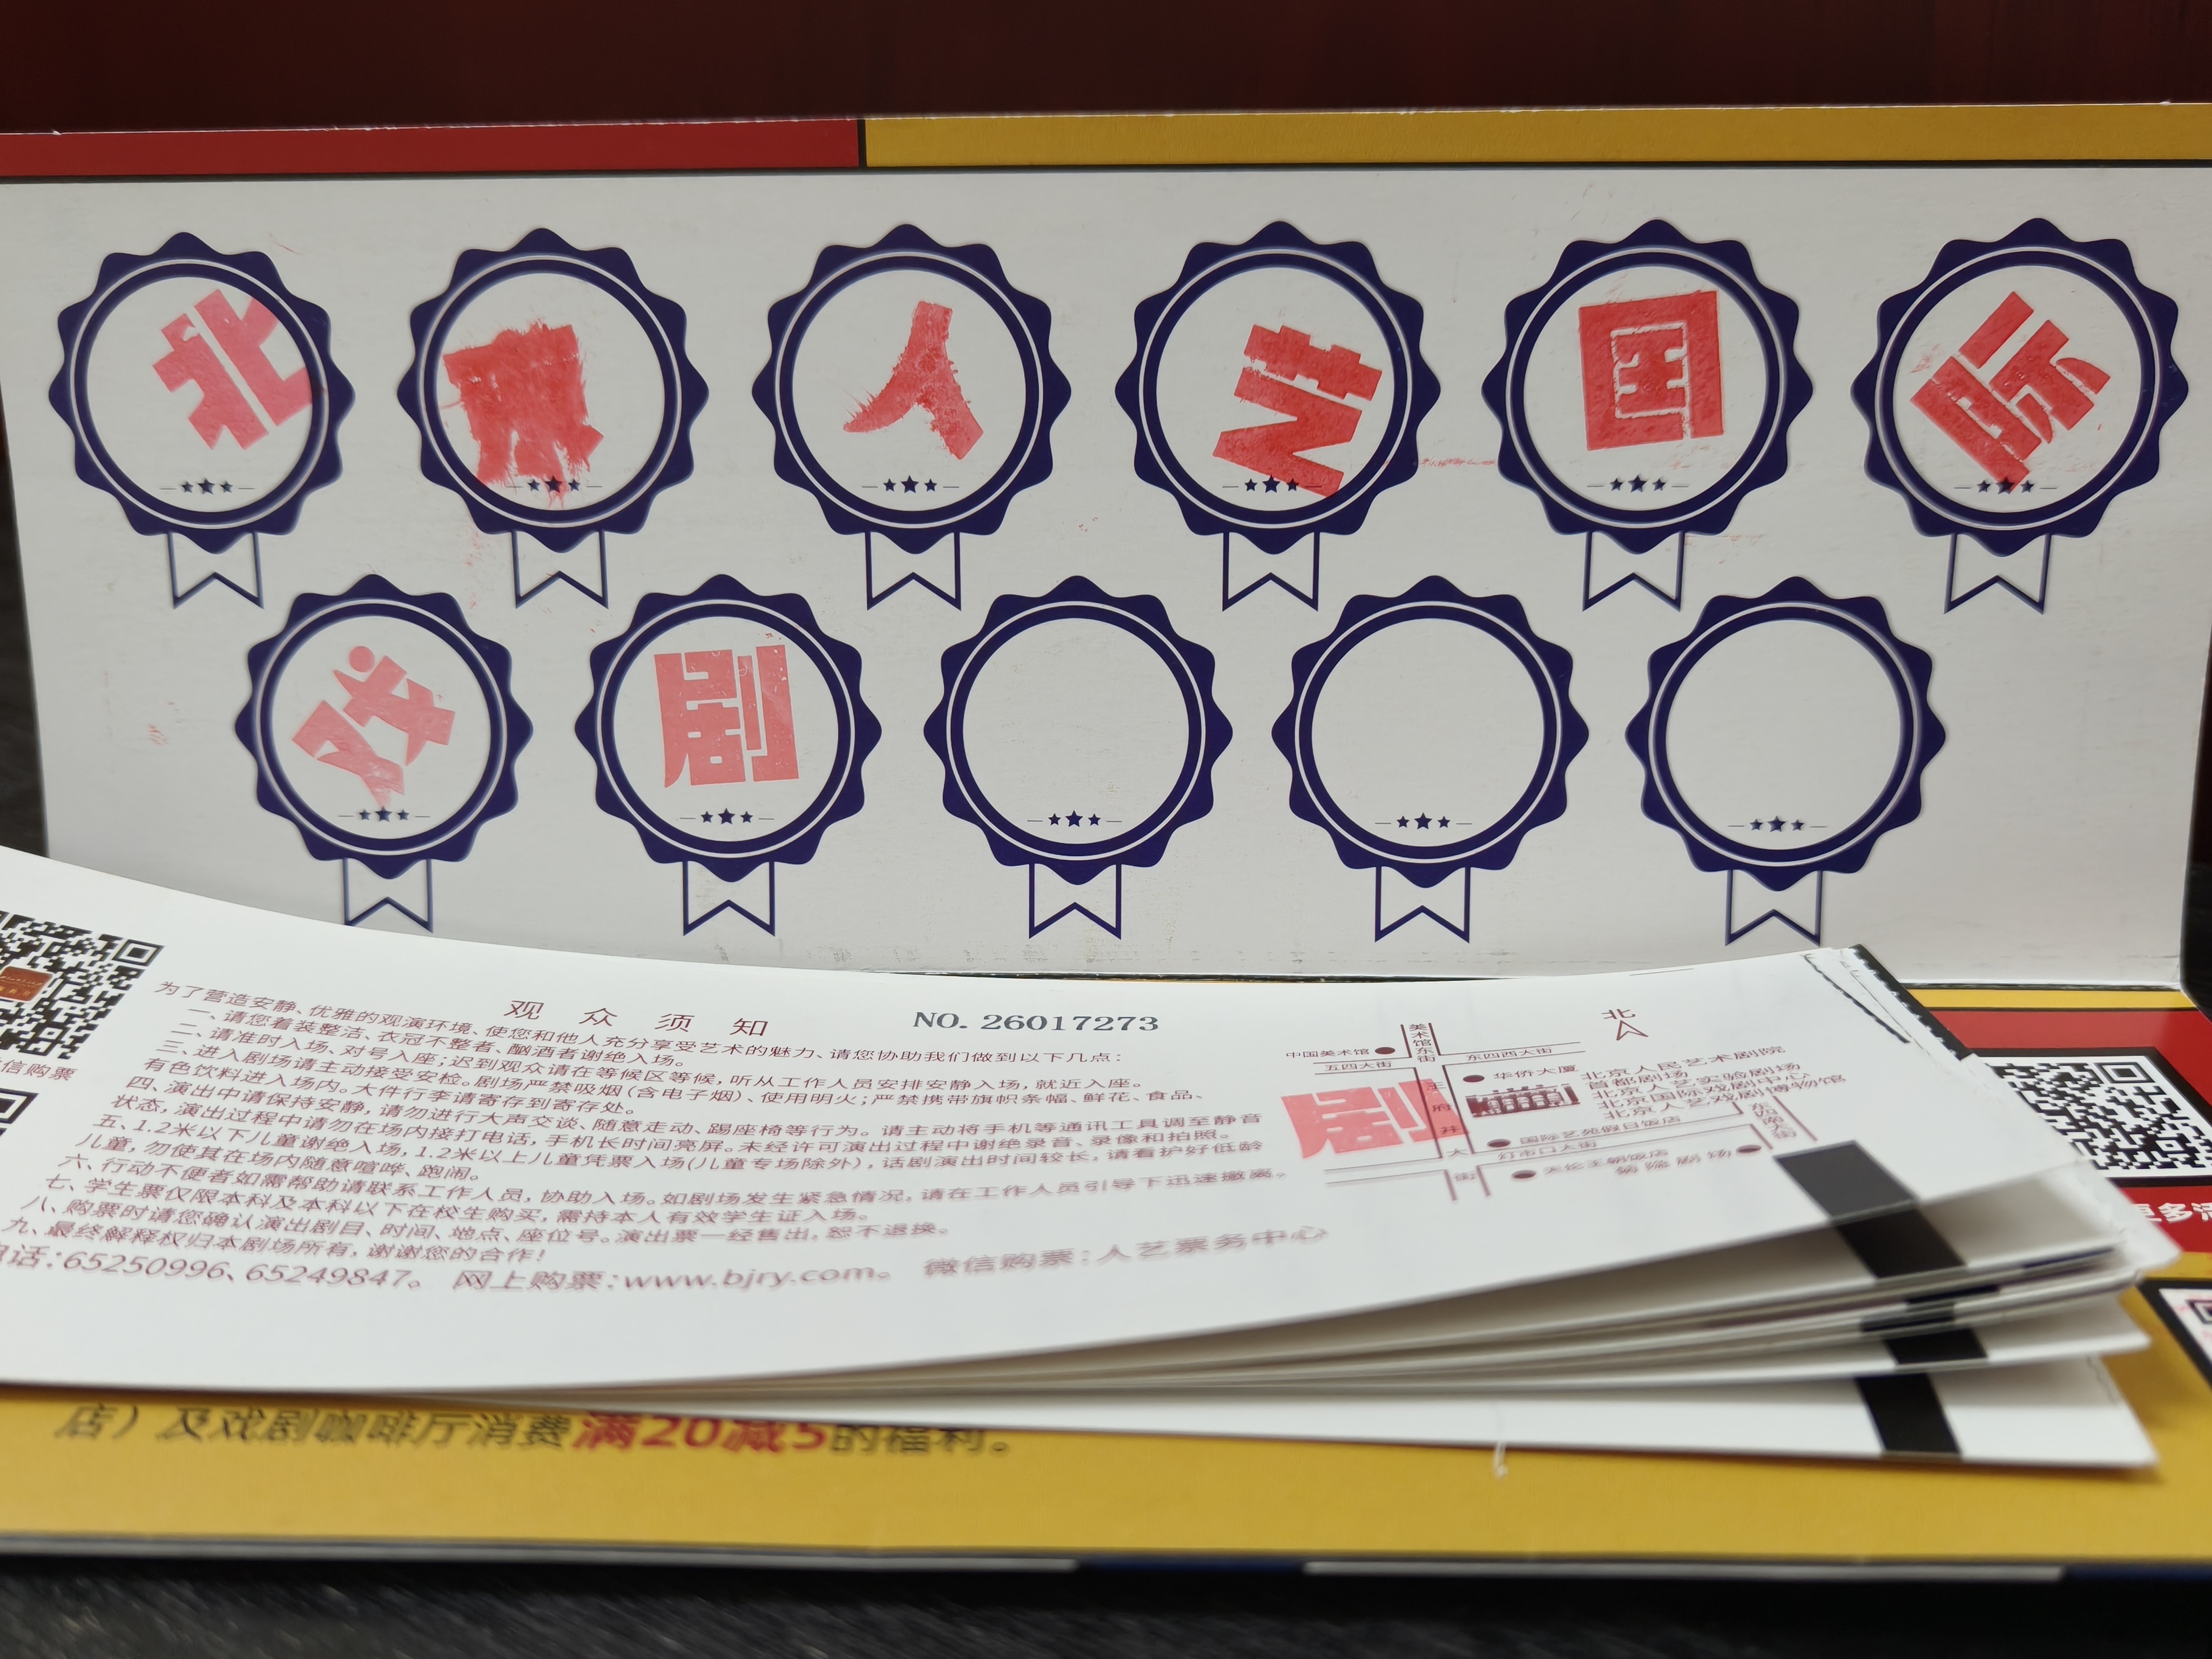 北 京 人 艺 国 际
戏 剧
观众须知
NO. 26017273
为了营造安静、优雅的观演环境、使您和他人充分享受艺术的魅力、请您协助我们做到以下几点：
一、请您着装整洁、衣冠不整者、酗酒者谢绝入场。
二、请准时入场、对号入座；迟到观众请在等候区等候，听从工作人员安排安静入场，就近入座。
三、进入剧场请主动接受安检。剧场严禁吸烟(含电子烟)、使用明火；严禁携带旗帜条幅、鲜花、食品、
有色饮料进入场内。大件行李请寄存到寄存处。
四、演出中请保持安静，请勿进行大声交谈、随意走动、踢座椅等行为。请主动将手机等通讯工具调至静音
状态，演出过程中请勿在场内接打电话，手机长时间亮屏。未经许可演出过程中谢绝录音、录像和拍照。
五、1.2米以下儿童谢绝入场，1.2米以上儿童凭票入场(儿童专场除外)，话剧演出时间较长，请看护好低龄
儿童，勿使其在场内随意喧哗、跑闹。
六、行动不便者如需帮助请联系工作人员，协助入场。如剧场发生紧急情况，请在工作人员引导下迅速撤离。
七、学生票仅限本科及本科以下在校生购买，需持本人有效学生证入场。
八、购票时请您确认演出剧目、时间、地点、座位号。演出票一经售出，恕不退换。
九、最终解释权归本剧场所有，谢谢您的合作！
话：65250996、65249847。 网上购票：www.bjry.com。 微信购票：人艺票务中心
信购票
北
中国美术馆
美术馆东街
东四西大街
五四大街
华侨大厦
北京人民艺术剧院
首都剧场
北京人艺实验剧场
北京国际戏剧中心
北京人艺戏剧博物馆
剧
王府井大街
东四南大街
国际艺苑假日饭店
灯市口大街
天伦王朝饭店
菊隐剧场
更多
店）及戏剧咖啡厅消费满20减5的福利。